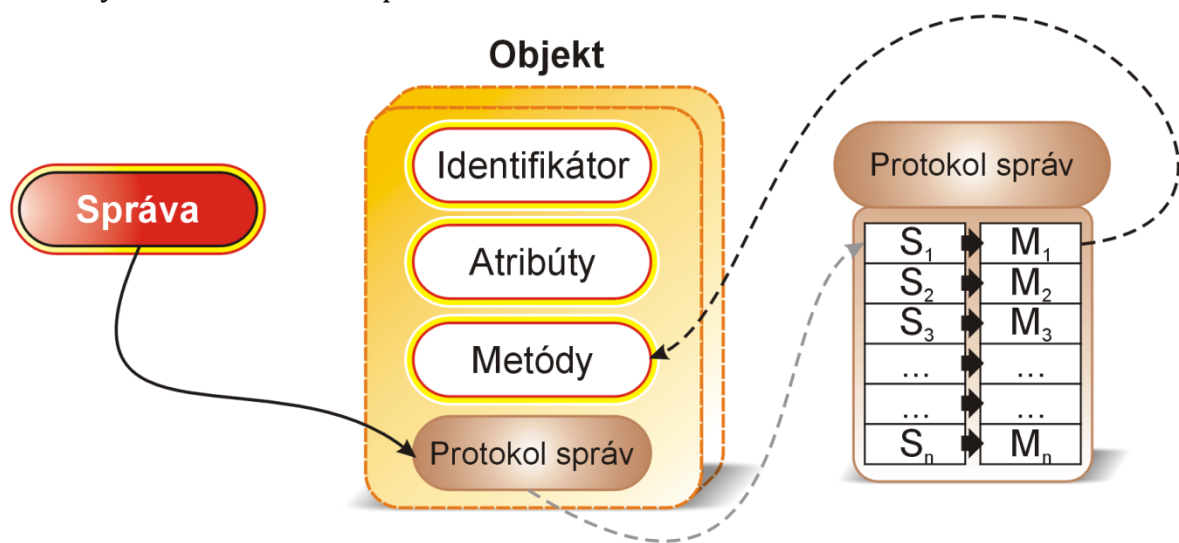 Objekt
Identifikátor
Správa
Atribúty
Metódy
Protokol správ
Protokol správ
S1 M1
S2 M2
S3 M3
... ...
... ...
Sn Mn